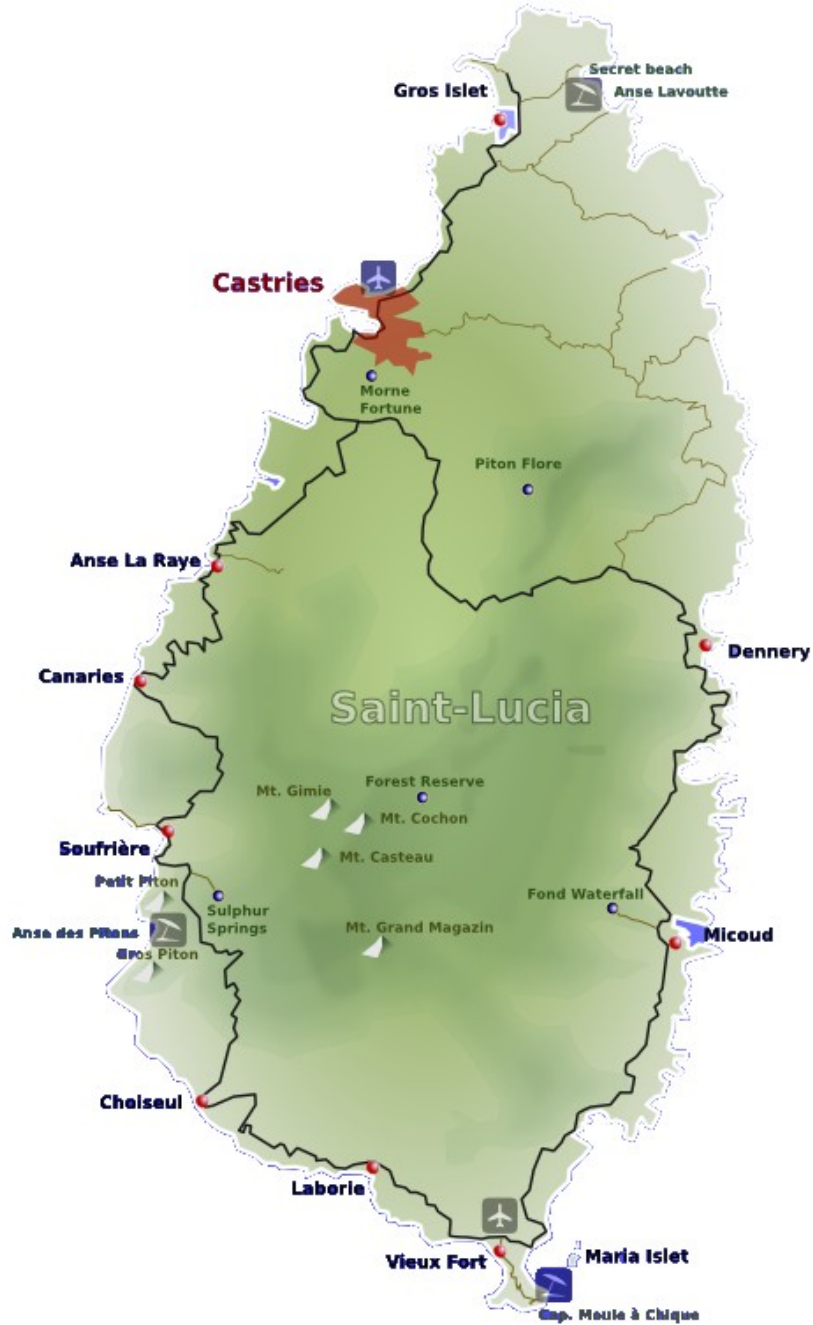 Secret beach
Gros Islet
Anse Lavoutte
Castries
Morne
Fortune
Piton Flore
Anse La Raye
Dennery
Canaries
Saint-Lucia
Forest Reserve
Mt. Gimie
Mt. Cochon
Soufrière
Mt. Casteau
Petit Piton
Fond Waterfall
Sulphur
Springs
Anse des Pitons
Mt. Grand Magazin
Micoud
Gros Piton
Choiseul
Laborie
Vieux Fort
Maria Islet
Cap. Moule à Chique